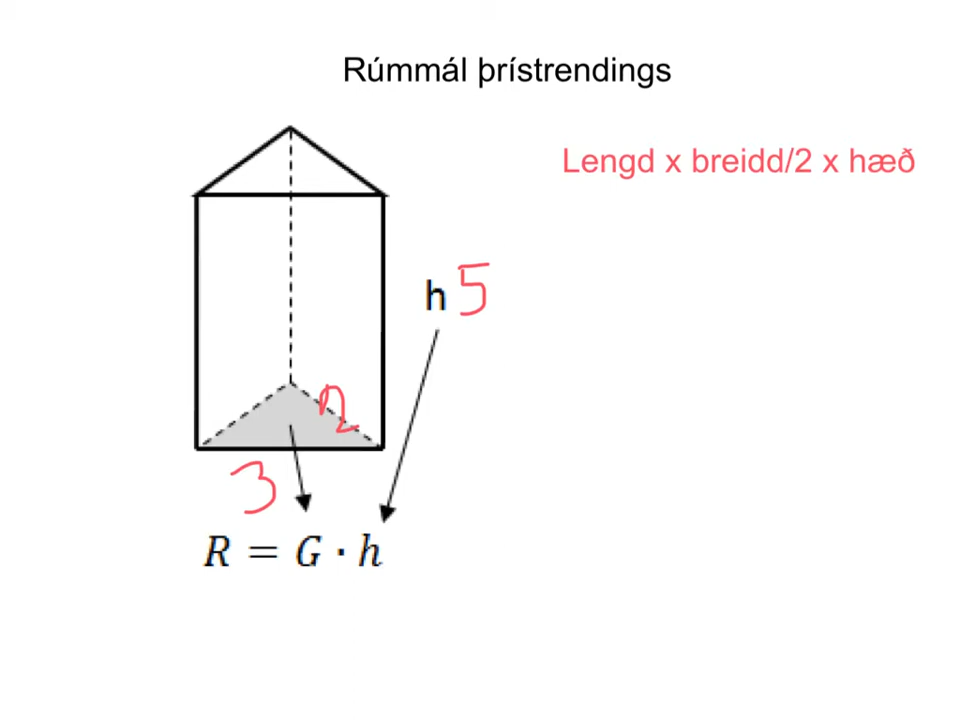 Rúmmál þrístrendings
Lengd x breidd/2 x hæð
h 5
2
3
R = G · h